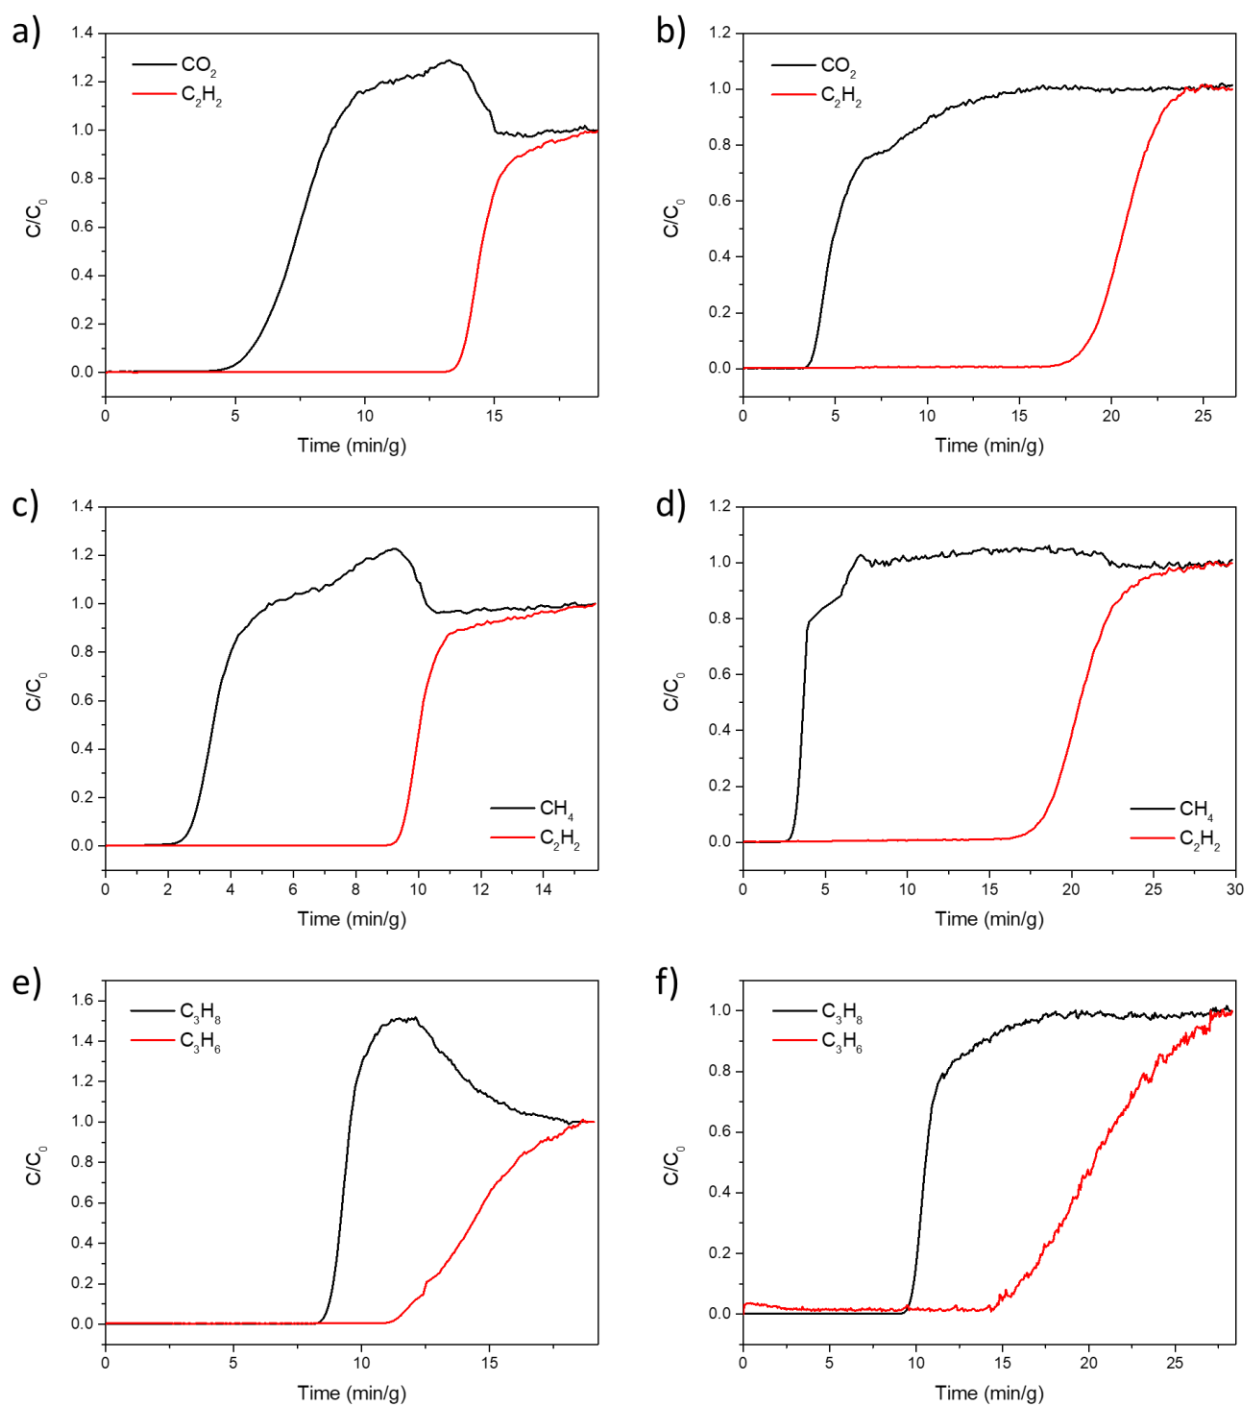 a)
CO₂
C₂H₂
C/C₀
1.4
1.2
1.0
0.8
0.6
0.4
0.2
0.0
0 5 10 15
Time (min/g)
b)
CO₂
C₂H₂
C/C₀
1.2
1.0
0.8
0.6
0.4
0.2
0.0
0 5 10 15 20 25
Time (min/g)
c)
C/C₀
1.4
1.2
1.0
0.8
0.6
0.4
0.2
0.0
CH₄
C₂H₂
0 2 4 6 8 10 12 14
Time (min/g)
d)
C/C₀
1.2
1.0
0.8
0.6
0.4
0.2
0.0
CH₄
C₂H₂
0 5 10 15 20 25 30
Time (min/g)
e)
C₃H₈
C₃H₆
C/C₀
1.6
1.4
1.2
1.0
0.8
0.6
0.4
0.2
0.0
0 5 10 15
Time (min/g)
f)
C₃H₈
C₃H₆
C/C₀
1.0
0.8
0.6
0.4
0.2
0.0
0 5 10 15 20 25
Time (min/g)